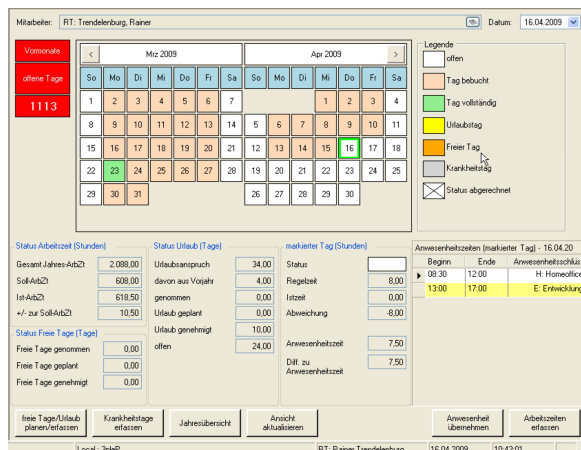 Mitarbeiter: RT: Trendelenburg, Rainer Datum: 16.04.2009
Vormonate
offene Tage
1113
< Mrz 2009 Apr 2009 >
So Mo Di Mi Do Fr Sa So Mo Di Mi Do Fr Sa
1 2 3 4 5 6 7 1 2 3 4
8 9 10 11 12 13 14 5 6 7 8 9 10 11
15 16 17 18 19 20 21 12 13 14 15 16 17 18
22 23 24 25 26 27 28 19 20 21 22 23 24 25
29 30 31 26 27 28 29 30
Legende
offen
Tag bebucht
Tag vollständig
Urlaubstag
Freier Tag
Krankheitstag
Status abgerechnet
Status Arbeitszeit (Stunden)
Gesamt Jahres-ArbZt 2.088,00
Soll-ArbZt 608,00
Ist-ArbZt 618,50
+/- zur Soll-ArbZt 10,50
Status Freie Tage (Tage)
Freie Tage genommen 0,00
Freie Tage geplant 0,00
Freie Tage genehmigt 0,00
Status Urlaub (Tage)
Urlaubsanspruch 34,00
davon aus Vorjahr 4,00
genommen 0,00
Urlaub geplant 0,00
Urlaub genehmigt 10,00
offen 24,00
markierter Tag (Stunden)
Status
Regelzeit 8,00
Istzeit 0,00
Abweichung -8,00
Anwesenheitszeit 7,50
Diff. zu
Anwesenheitszeit 7,50
Anwesenheitszeiten (markierter Tag) - 16.04.20
Beginn Ende Anwesenheitsschlüs
08:30 12:00 H: Homeoffice
13:00 17:00 E: Entwicklung
freie Tage/Urlaub
planen/erfassen
Krankheitstage
erfassen
Jahresübersicht
Ansicht
aktualisieren
Anwesenheit
übernehmen
Arbeitszeiten
erfassen
RT: Rainer Trendelenburg 16.04.2009 10:42:01